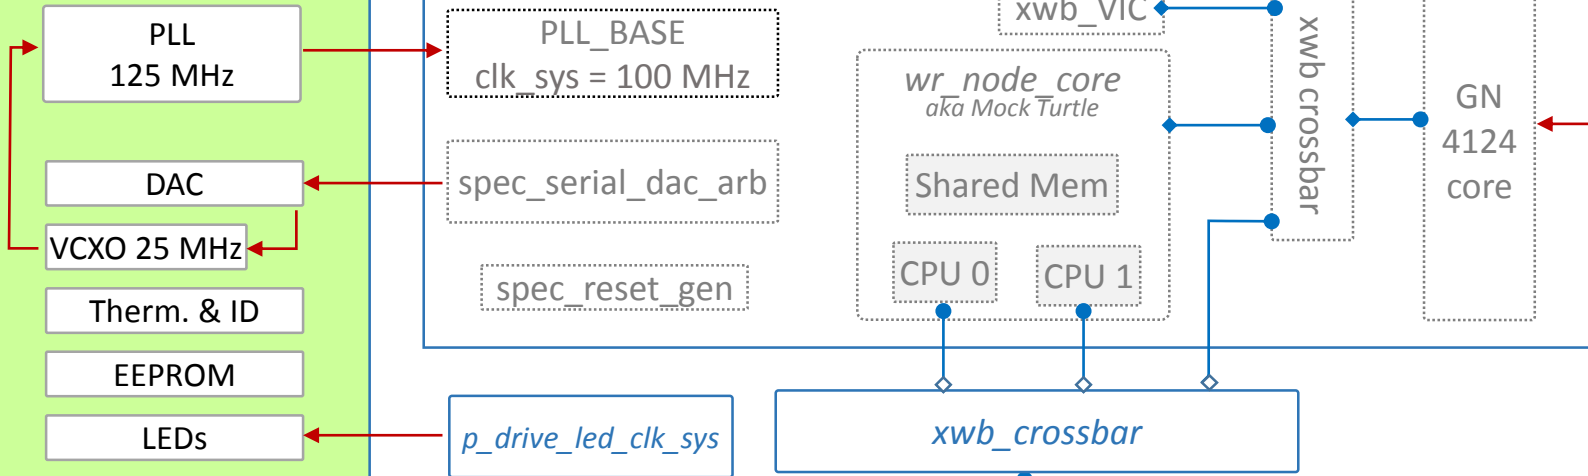 PLL
125 MHz
DAC
VCXO 25 MHz
Therm. & ID
EEPROM
LEDs
PLL_BASE
clk_sys = 100 MHz
spec_serial_dac_arb
spec_reset_gen
p_drive_led_clk_sys
xwb_VIC
wr_node_core
aka Mock Turtle
Shared Mem
CPU 0
CPU 1
xwb_crossbar
xwb crossbar
GN
4124
core